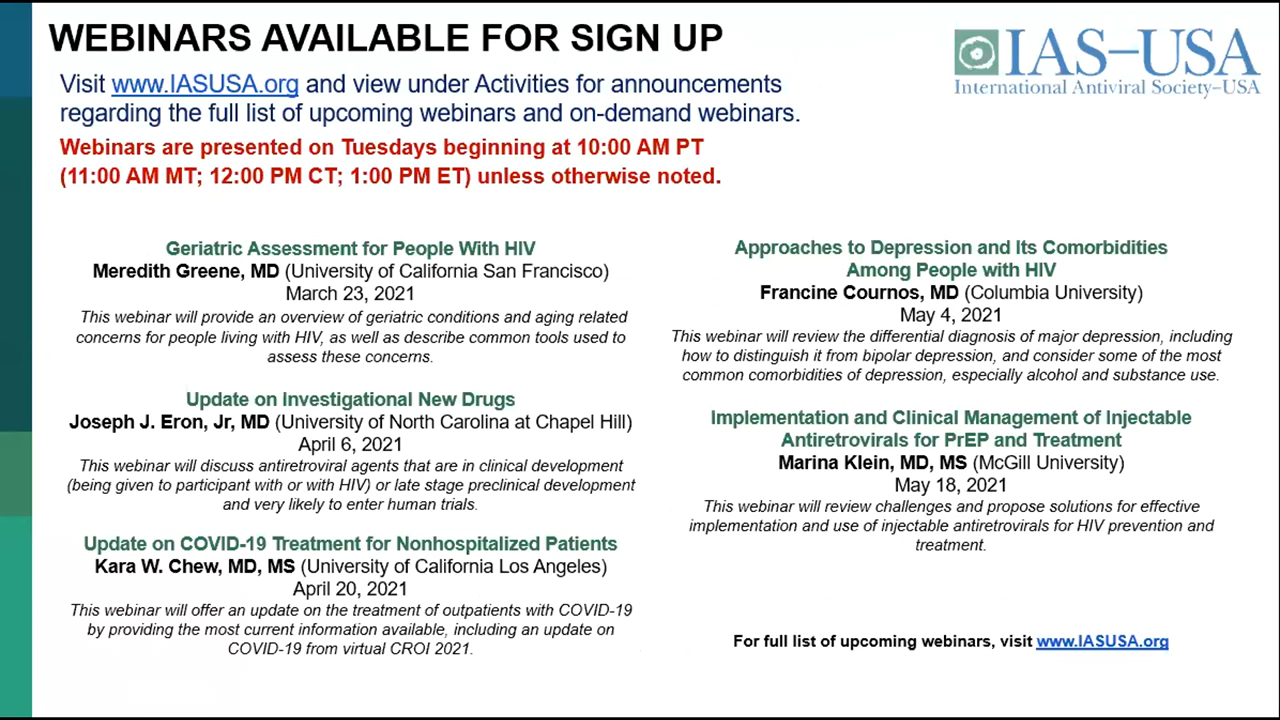 WEBINARS AVAILABLE FOR SIGN UP
IAS–USA
International Antiviral Society–USA
Visit www.IASUSA.org and view under Activities for announcements
regarding the full list of upcoming webinars and on-demand webinars.
Webinars are presented on Tuesdays beginning at 10:00 AM PT
(11:00 AM MT; 12:00 PM CT; 1:00 PM ET) unless otherwise noted.
Geriatric Assessment for People With HIV
Meredith Greene, MD (University of California San Francisco)
March 23, 2021
This webinar will provide an overview of geriatric conditions and aging related
concerns for people living with HIV, as well as describe common tools used to
assess these concerns.
Update on Investigational New Drugs
Joseph J. Eron, Jr, MD (University of North Carolina at Chapel Hill)
April 6, 2021
This webinar will discuss antiretroviral agents that are in clinical development
(being given to participant with or with HIV) or late stage preclinical development
and very likely to enter human trials.
Update on COVID-19 Treatment for Nonhospitalized Patients
Kara W. Chew, MD, MS (University of California Los Angeles)
April 20, 2021
This webinar will offer an update on the treatment of outpatients with COVID-19
by providing the most current information available, including an update on
COVID-19 from virtual CROI 2021.
Approaches to Depression and Its Comorbidities
Among People with HIV
Francine Cournos, MD (Columbia University)
May 4, 2021
This webinar will review the differential diagnosis of major depression, including
how to distinguish it from bipolar depression, and consider some of the most
common comorbidities of depression, especially alcohol and substance use.
Implementation and Clinical Management of Injectable
Antiretrovirals for PrEP and Treatment
Marina Klein, MD, MS (McGill University)
May 18, 2021
This webinar will review challenges and propose solutions for effective
implementation and use of injectable antiretrovirals for HIV prevention and
treatment.
For full list of upcoming webinars, visit www.IASUSA.org